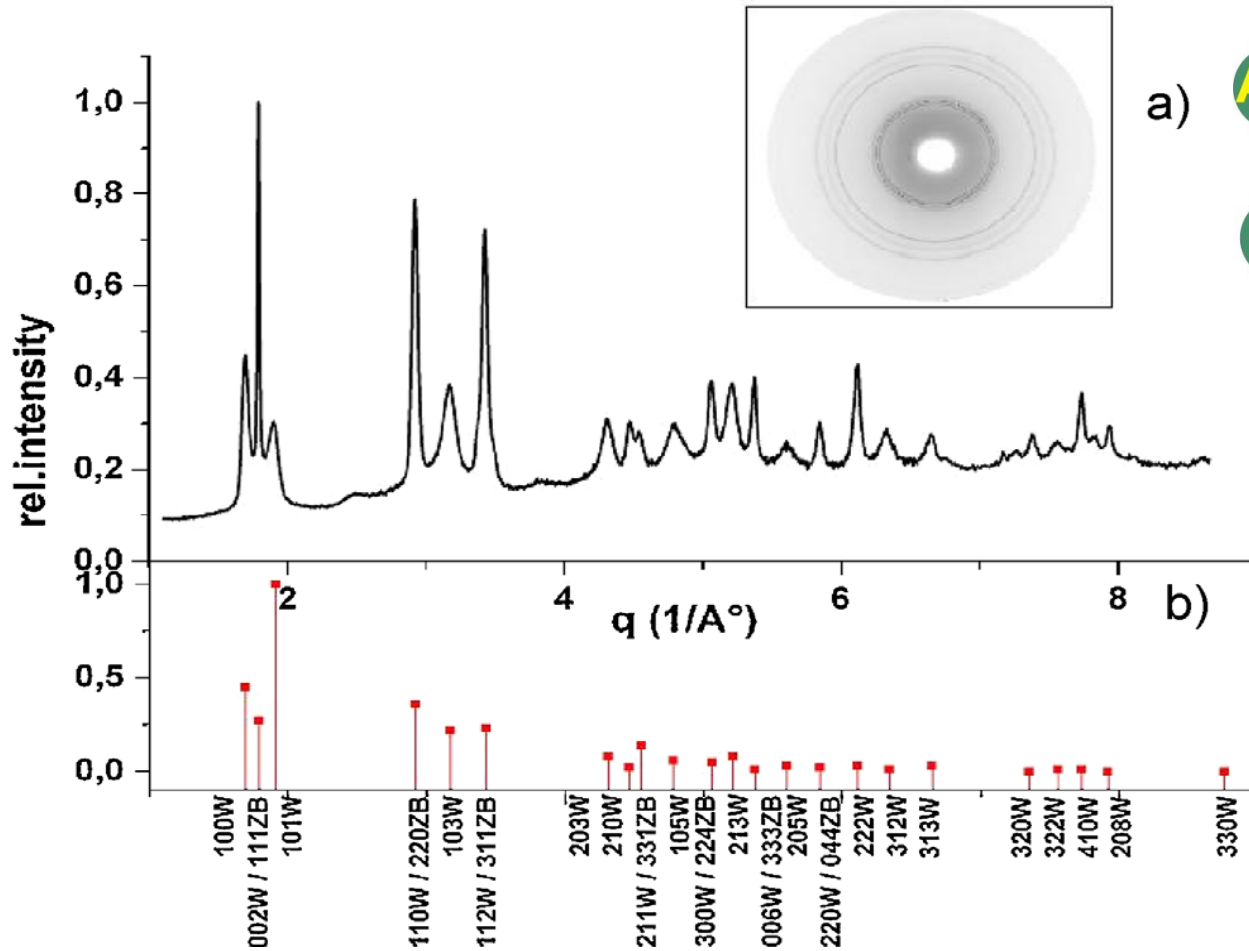 a)
A
1,0
0,8
0,6
0,4
0,2
0,0
rel.intensity
2
4
6
8
q (1/A°)
b)
1,0
0,5
0,0
100W
002W / 111ZB
101W
110W / 220ZB
103W
112W / 311ZB
203W
210W
211W / 331ZB
105W
300W / 224ZB
213W
006W / 333ZB
205W
220W / 044ZB
222W
312W
313W
320W
322W
410W
208W
330W